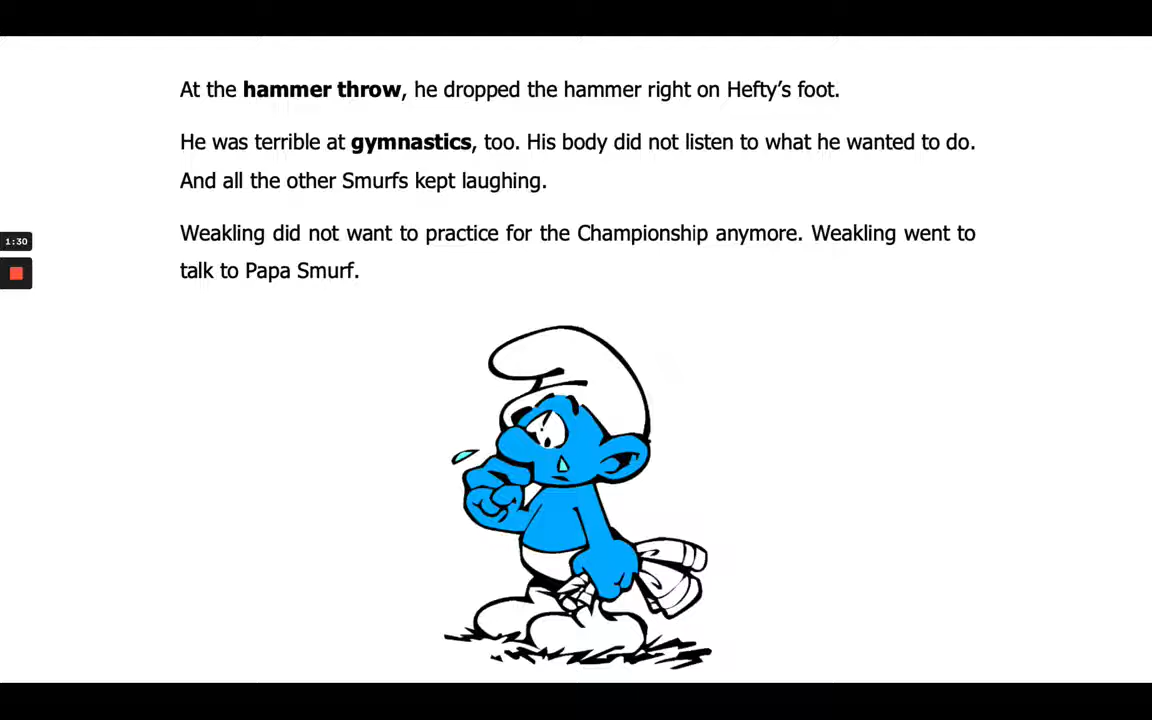 At the hammer throw, he dropped the hammer right on Hefty’s foot.
He was terrible at gymnastics, too. His body did not listen to what he wanted to do.
And all the other Smurfs kept laughing.
1:30
Weakling did not want to practice for the Championship anymore. Weakling went to
talk to Papa Smurf.